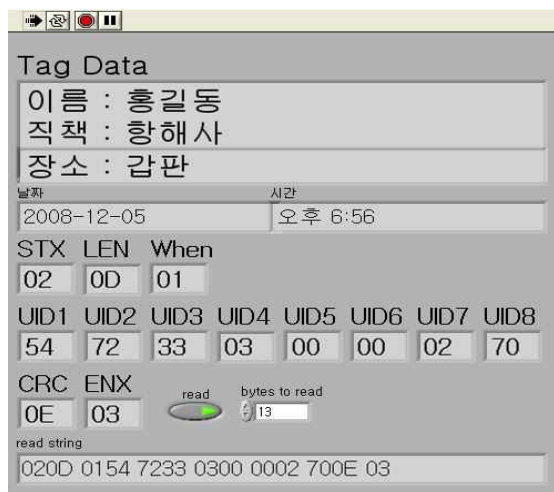 Tag Data
이름 : 홍길동
직책 : 항해사
장소 : 갑판
날짜 시간
2008-12-05 오후 6:56
STX LEN When
02 0D 01
UID1 UID2 UID3 UID4 UID5 UID6 UID7 UID8
54 72 33 03 00 00 02 70
CRC ENX read bytes to read
0E 03 13
read string
020D 0154 7233 0300 0002 700E 03